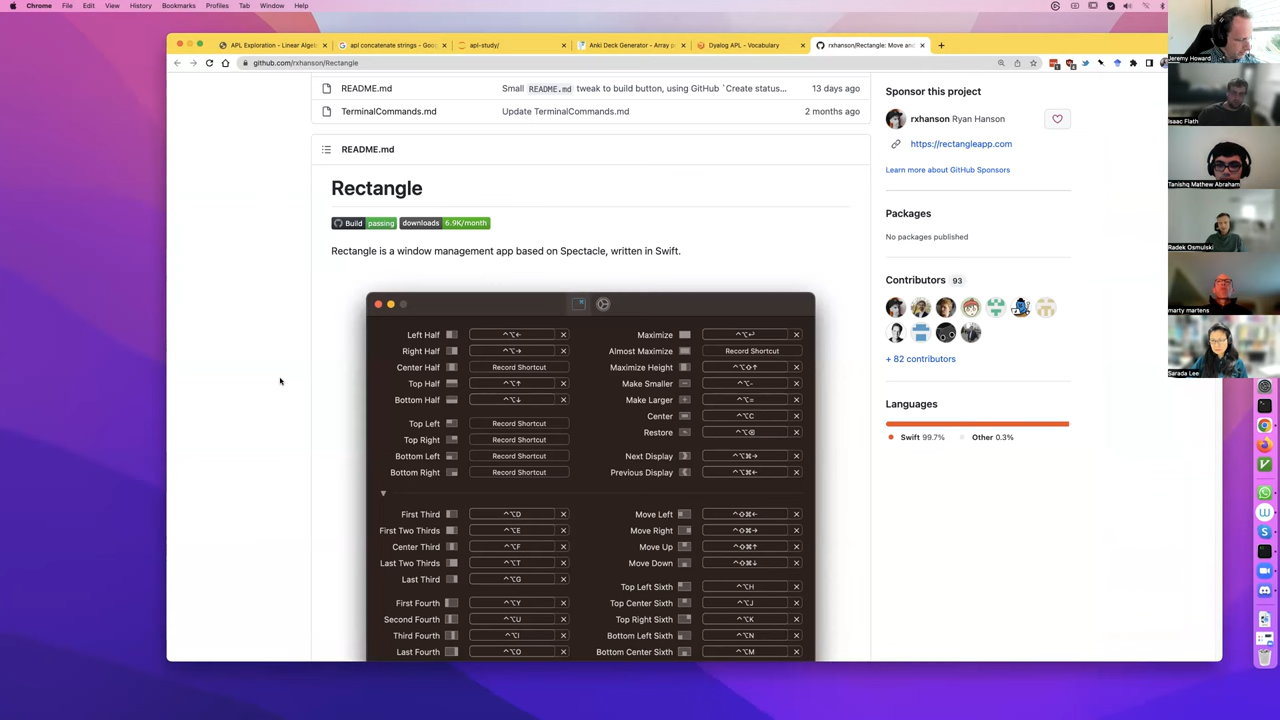 Chrome File Edit View History Bookmarks Profiles Tab Window Help
APL Exploration - Linear Algeb
apl concatenate strings - Goo
apl-study/
Anki Deck Generator - Array p
Dyalog APL - Vocabulary
rxhanson/Rectangle: Move an
github.com/rxhanson/Rectangle
README.md Small README.md tweak to build button, using GitHub `Create status... 13 days ago
TerminalCommands.md Update TerminalCommands.md 2 months ago
README.md
Rectangle
Build passing downloads 6.9K/month
Rectangle is a window management app based on Spectacle, written in Swift.
Left Half ^⌥←
Right Half ^⌥→
Center Half Record Shortcut
Top Half ^⌥↑
Bottom Half ^⌥↓
Top Left Record Shortcut
Top Right Record Shortcut
Bottom Left Record Shortcut
Bottom Right Record Shortcut
First Third ^⌥D
First Two Thirds ^⌥E
Center Third ^⌥F
Last Two Thirds ^⌥T
Last Third ^⌥G
First Fourth ^⌥Y
Second Fourth ^⌥U
Third Fourth ^⌥I
Last Fourth ^⌥O
Maximize ^⌥↩
Almost Maximize Record Shortcut
Maximize Height ^⌥⇧↑
Make Smaller ^⌥-
Make Larger ^⌥=
Center ^⌥C
Restore ^⌥⌫
Next Display ^⌥⌘→
Previous Display ^⌥⌘←
Move Left ^⇧⌘←
Move Right ^⇧⌘→
Move Up ^⇧⌘↑
Move Down ^⇧⌘↓
Top Left Sixth ^⌥H
Top Center Sixth ^⌥J
Top Right Sixth ^⌥K
Bottom Left Sixth ^⌥N
Bottom Center Sixth ^⌥M
Sponsor this project
rxhanson Ryan Hanson
https://rectangleapp.com
Learn more about GitHub Sponsors
Packages
No packages published
Contributors 93
+ 82 contributors
Languages
Swift 99.7% Other 0.3%
Jeremy Howard
Isaac Flath
Tanishq Mathew Abraham
Radek Osmulski
marty martens
Sarada Lee